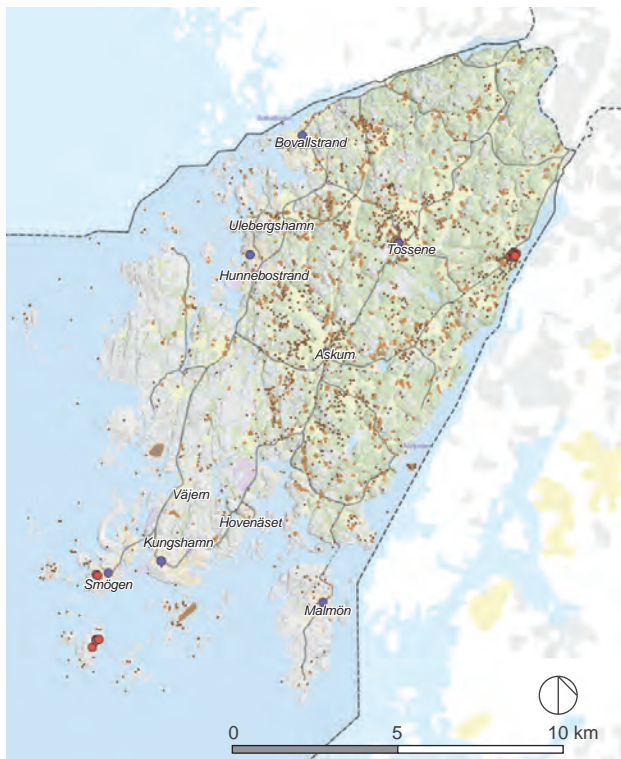 Bovallstrand
Ulebergshamn
Tossene
Hunnebostrand
Askum
Väjern
Hovenäset
Kungshamn
Smögen
Malmön
0 5 10 km